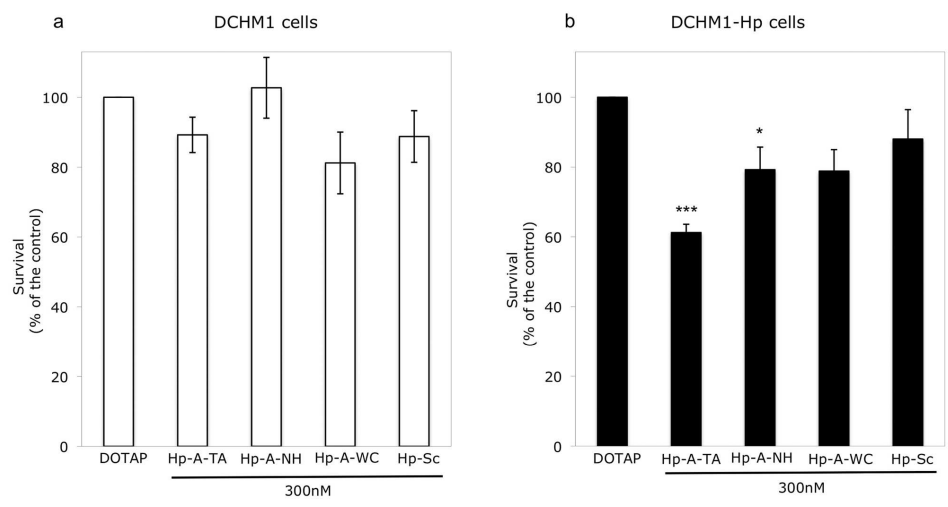 a
DCHM1 cells
Survival
(% of the control)
100
80
60
40
20
0
DOTAP
Hp-A-TA
Hp-A-NH
Hp-A-WC
Hp-Sc
300nM
b
DCHM1-Hp cells
Survival
(% of the control)
100
80
60
40
20
0
***
*
DOTAP
Hp-A-TA
Hp-A-NH
Hp-A-WC
Hp-Sc
300nM